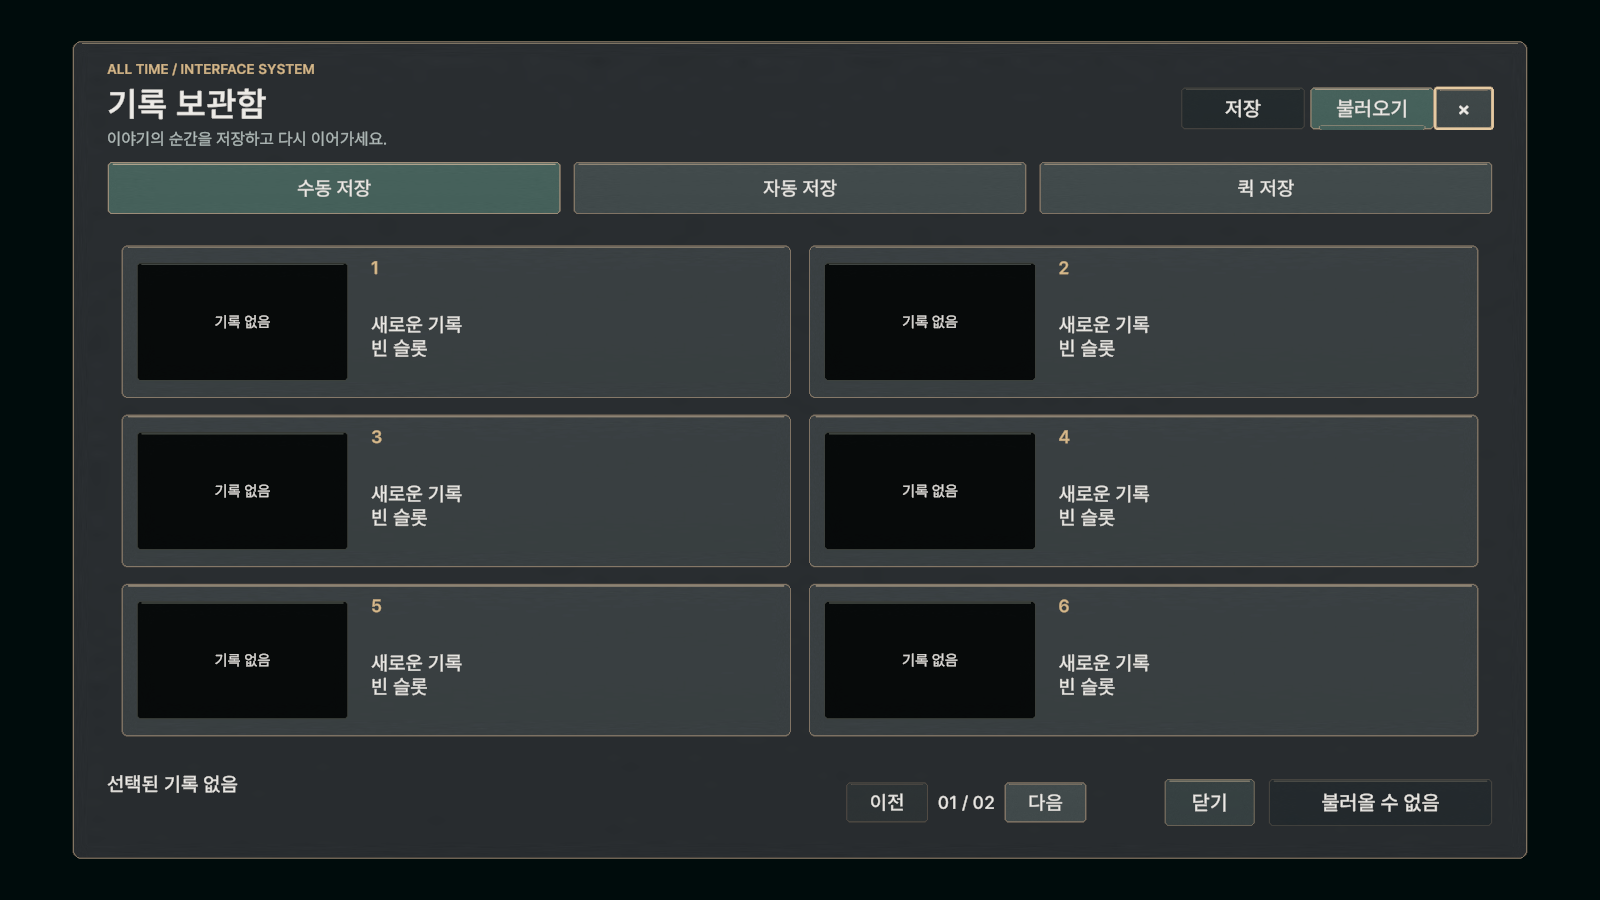 ALL TIME / INTERFACE SYSTEM
기록 보관함
이야기의 순간을 저장하고 다시 이어가세요.
저장
불러오기
×
수동 저장
자동 저장
퀵 저장
기록 없음
1
새로운 기록
빈 슬롯
기록 없음
2
새로운 기록
빈 슬롯
기록 없음
3
새로운 기록
빈 슬롯
기록 없음
4
새로운 기록
빈 슬롯
기록 없음
5
새로운 기록
빈 슬롯
기록 없음
6
새로운 기록
빈 슬롯
선택된 기록 없음
이전
01 / 02
다음
닫기
불러올 수 없음